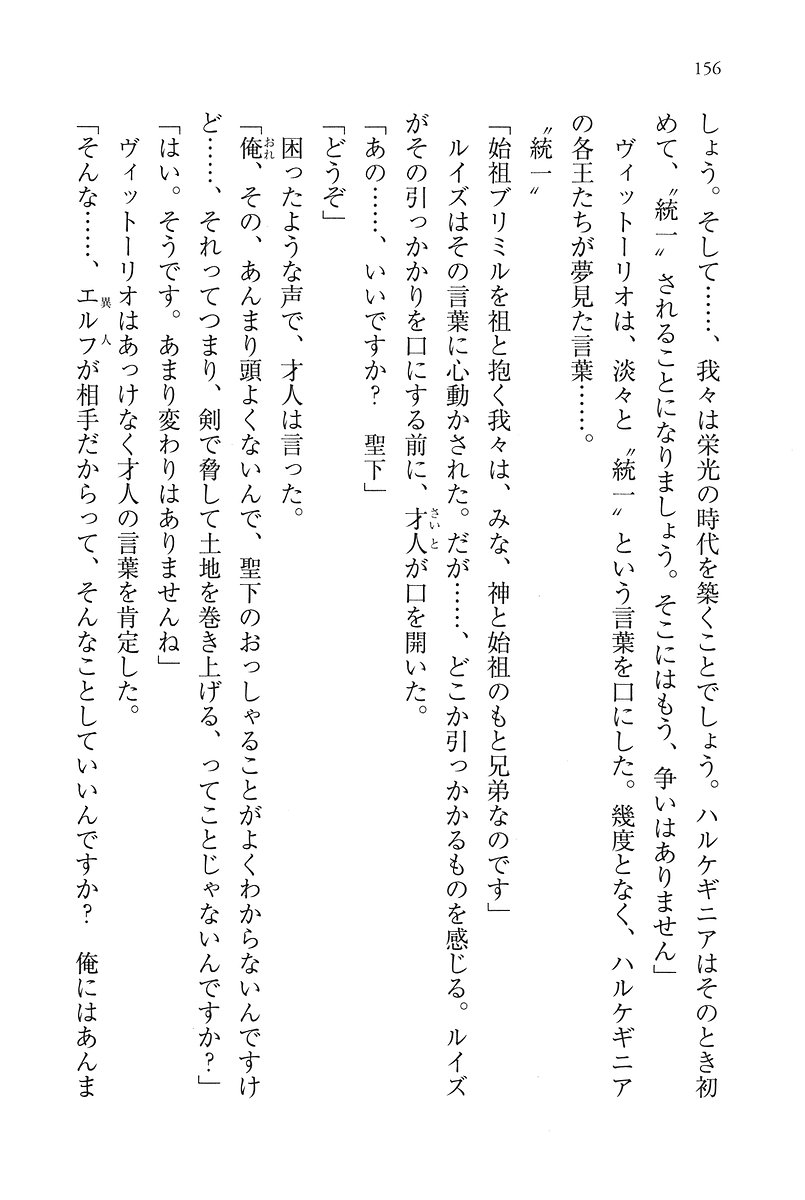 156
しょう。そして……、我々は栄光の時代を築くことでしょう。ハルケギニアはそのとき初
めて、〝統一〟されることになりましょう。そこにはもう、争いはありません」
　ヴィットーリオは、淡々と〝統一〟という言葉を口にした。幾度となく、ハルケギニア
の各王たちが夢見た言葉……。
〝統一〟
「始祖ブリミルを祖と抱く我々は、みな、神と始祖のもと兄弟なのです」
　ルイズはその言葉に心動かされた。だが……、どこか引っかかるものを感じる。ルイズ
がその引っかかりを口にする前に、才人《さいと》が口を開いた。
「あの……、いいですか？　聖下」
「どうぞ」
　困ったような声で、才人は言った。
「俺《おれ》、その、あんまり頭よくないんで、聖下のおっしゃることがよくわからないんですけ
ど……、それってつまり、剣で脅して土地を巻き上げる、ってことじゃないんですか？」
「はい。そうです。あまり変わりはありませんね」
　ヴィットーリオはあっけなく才人の言葉を肯定した。
「そんな……、エルフ《異人》が相手だからって、そんなことしていいんですか？　俺にはあんま